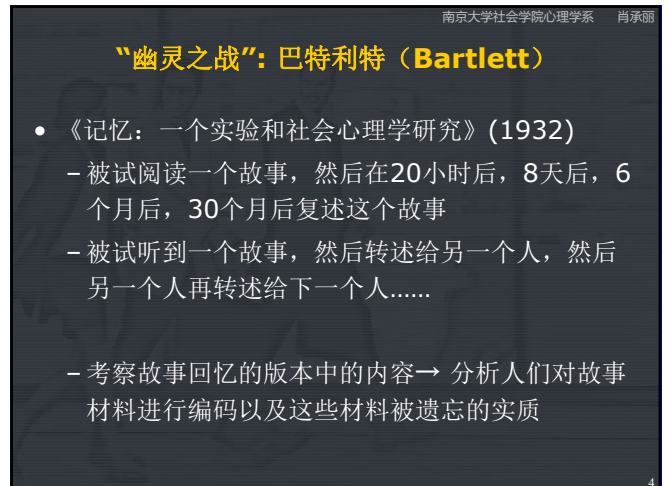 南京大学社会学院心理学系 肖承丽
“幽灵之战”: 巴特利特（Bartlett）
• 《记忆：一个实验和社会心理学研究》(1932)
– 被试阅读一个故事，然后在20小时后，8天后，6
个月后，30个月后复述这个故事
– 被试听到一个故事，然后转述给另一个人，然后
另一个人再转述给下一个人……
– 考察故事回忆的版本中的内容→ 分析人们对故事
材料进行编码以及这些材料被遗忘的实质
4